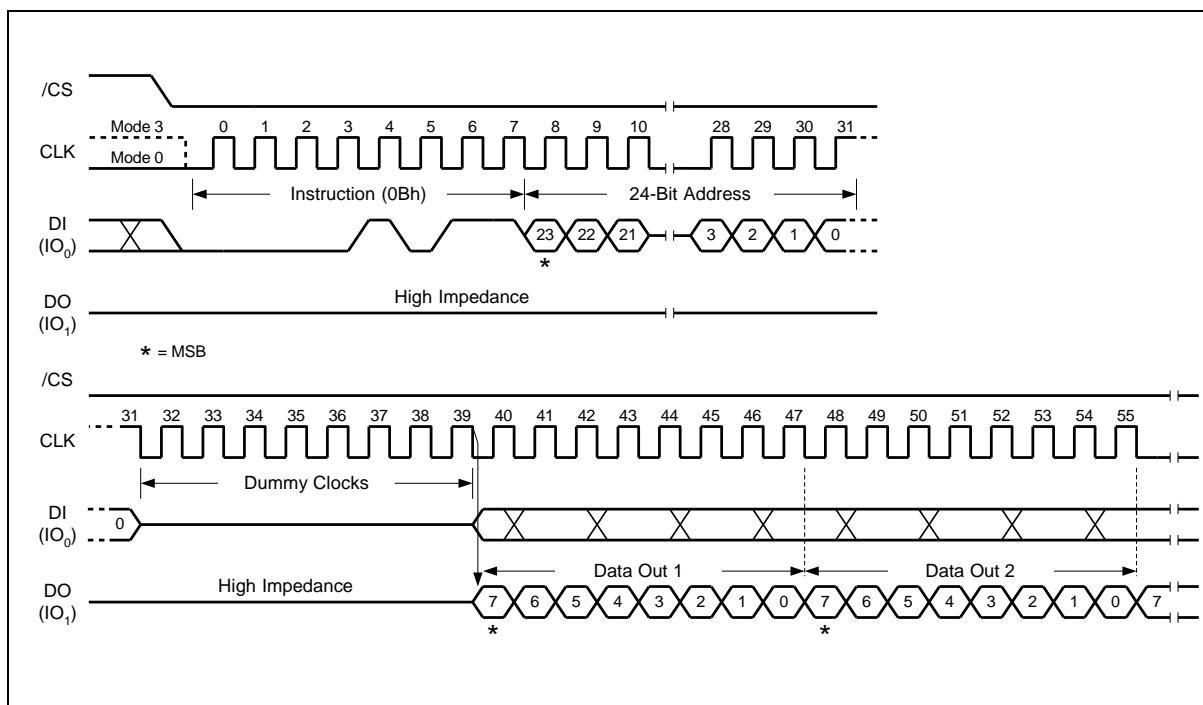 /CS
Mode 3 0 1 2 3 4 5 6 7 8 9 10 28 29 30 31
CLK
Mode 0
Instruction (0Bh) 24-Bit Address
DI
(IO0)
23 22 21 3 2 1 0
*
High Impedance
DO
(IO1)
* = MSB
/CS
31 32 33 34 35 36 37 38 39 40 41 42 43 44 45 46 47 48 49 50 51 52 53 54 55
CLK
Dummy Clocks
DI
(IO0)
0
High Impedance Data Out 1 Data Out 2
DO
(IO1)
7 6 5 4 3 2 1 0 7 6 5 4 3 2 1 0 7
* *